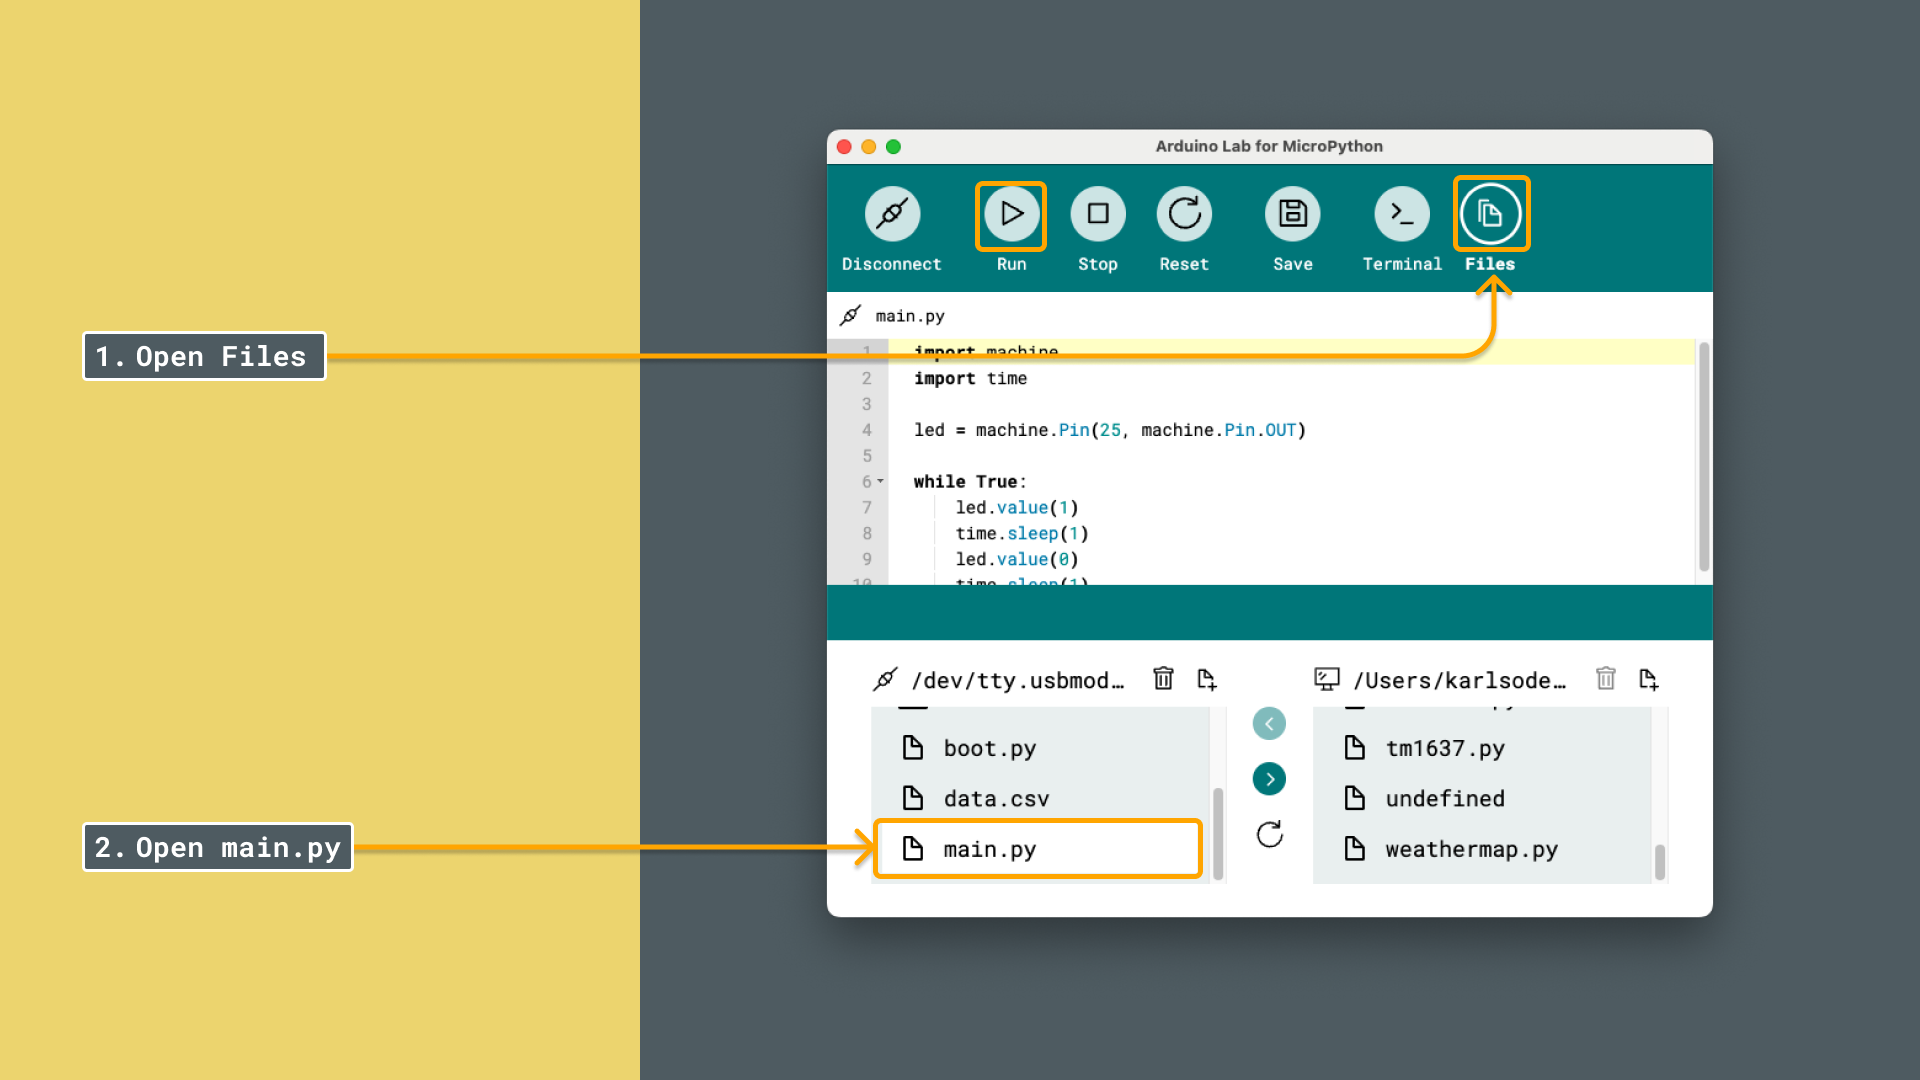 Arduino Lab for MicroPython
Disconnect Run Stop Reset Save Terminal Files
main.py
1. Open Files
1 import machine
2 import time
3
4 led = machine.Pin(25, machine.Pin.OUT)
5
6 while True:
7 led.value(1)
8 time.sleep(1)
9 led.value(0)
10 time.sleep(1)
/dev/tty.usbmod… /Users/karlsode…
boot.py tm1637.py
data.csv undefined
2. Open main.py
main.py weathermap.py